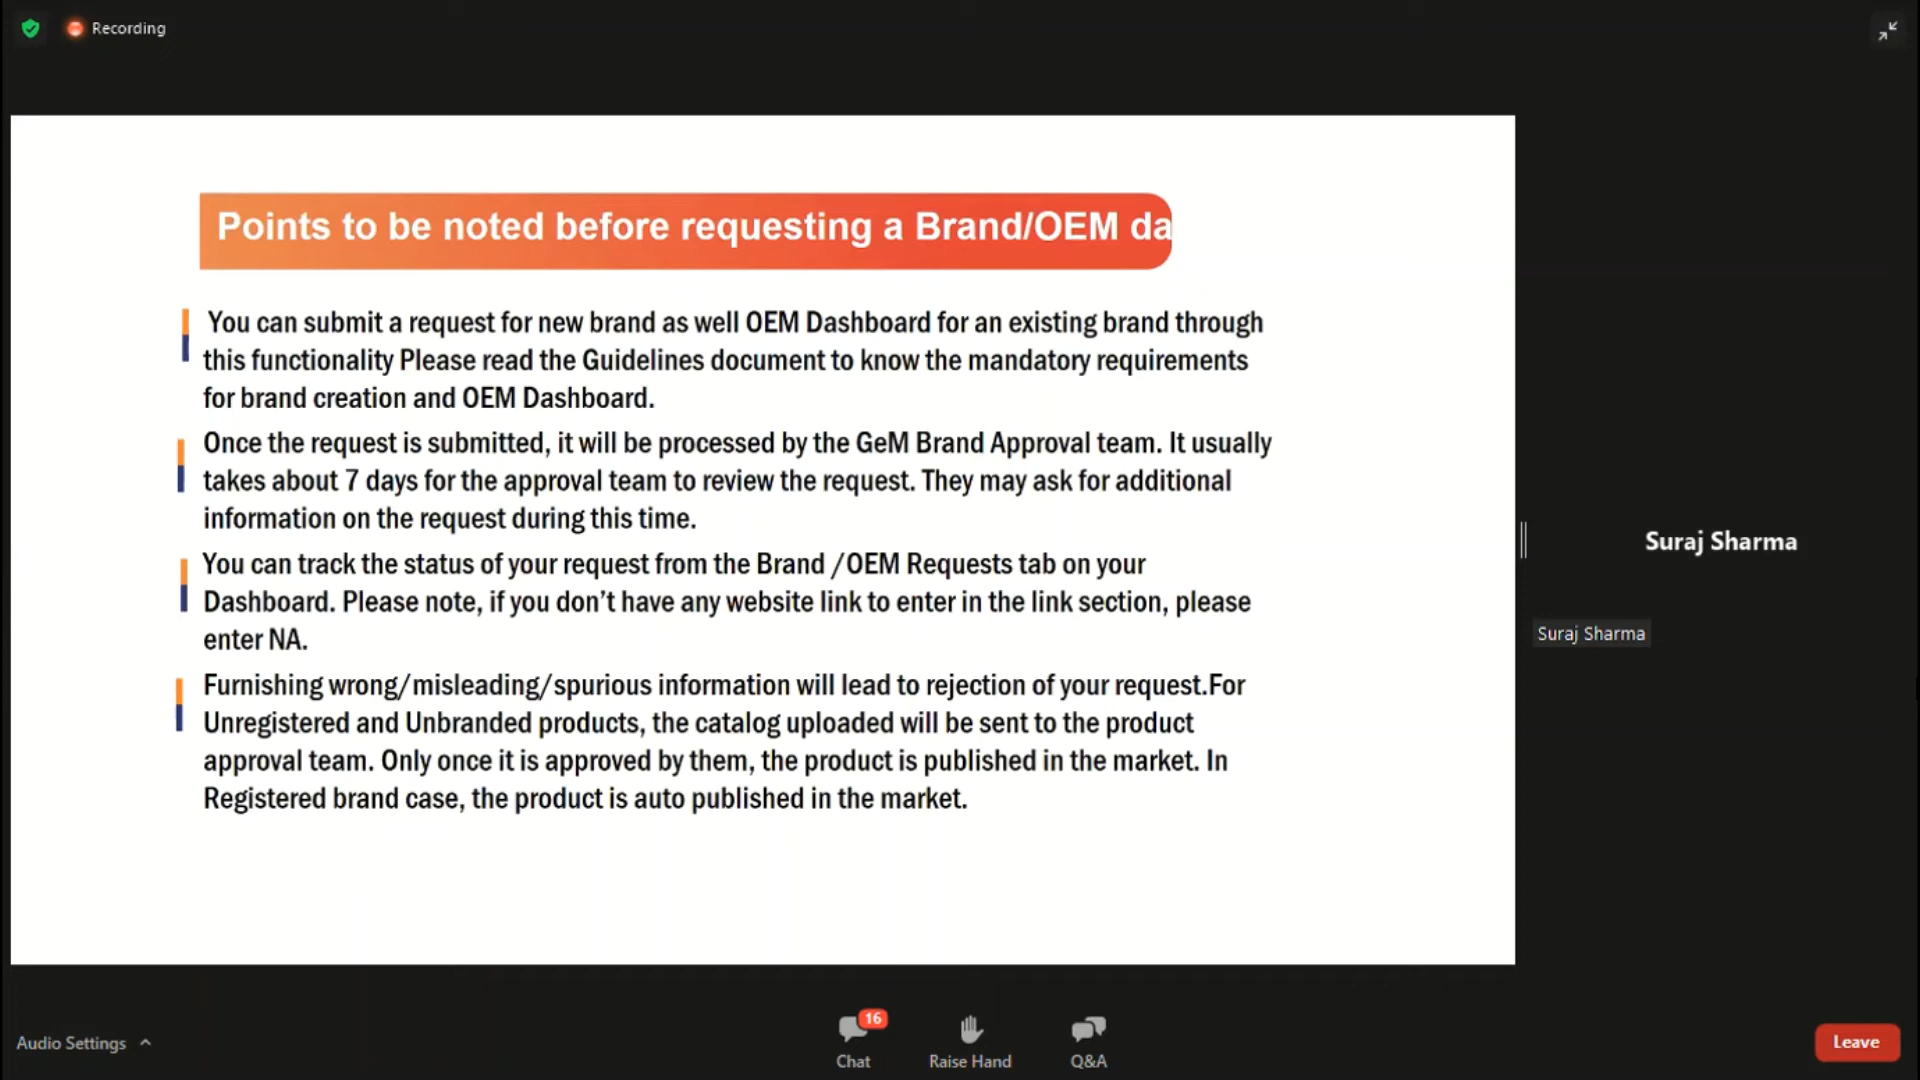 Recording
Points to be noted before requesting a Brand/OEM da
You can submit a request for new brand as well OEM Dashboard for an existing brand through
this functionality Please read the Guidelines document to know the mandatory requirements
for brand creation and OEM Dashboard.
Once the request is submitted, it will be processed by the GeM Brand Approval team. It usually
takes about 7 days for the approval team to review the request. They may ask for additional
information on the request during this time.
You can track the status of your request from the Brand /OEM Requests tab on your
Dashboard. Please note, if you don’t have any website link to enter in the link section, please
enter NA.
Furnishing wrong/misleading/spurious information will lead to rejection of your request.For
Unregistered and Unbranded products, the catalog uploaded will be sent to the product
approval team. Only once it is approved by them, the product is published in the market. In
Registered brand case, the product is auto published in the market.
Suraj Sharma
Suraj Sharma
Audio Settings
16
Chat
Raise Hand
Q&A
Leave